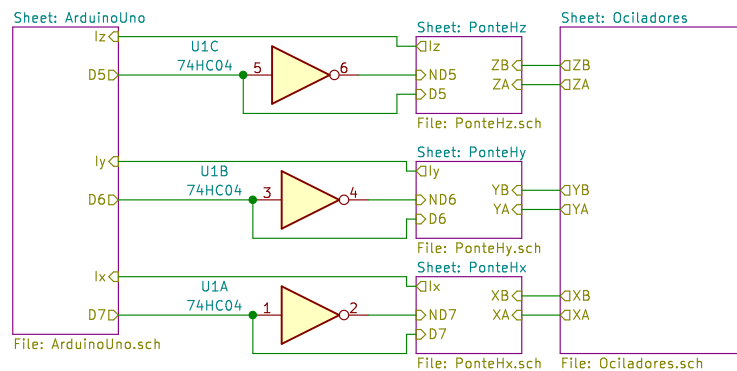 Sheet: ArduinoUno
Sheet: PonteHz
Sheet: Ociladores
Iz
U1C
74HC04
Iz
D5
5
6
ND5
D5
ZB
ZA
ZB
ZA
File: PonteHz.sch
Sheet: PonteHy
Iy
U1B
74HC04
Iy
D6
3
4
ND6
D6
YB
YA
YB
YA
File: PonteHy.sch
Sheet: PonteHx
Ix
U1A
74HC04
Ix
D7
1
2
ND7
D7
XB
XA
XB
XA
File: ArduinoUno.sch
File: PonteHx.sch
File: Ociladores.sch